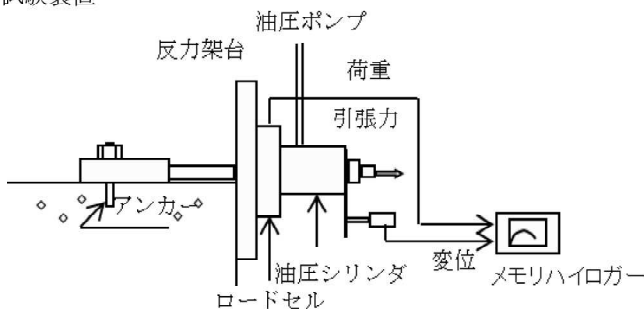 試験装置
油圧ポンプ
反力架台
荷重
引張力
アンカー
油圧シリンダ
変位
メモリハイロガー
ロードセル